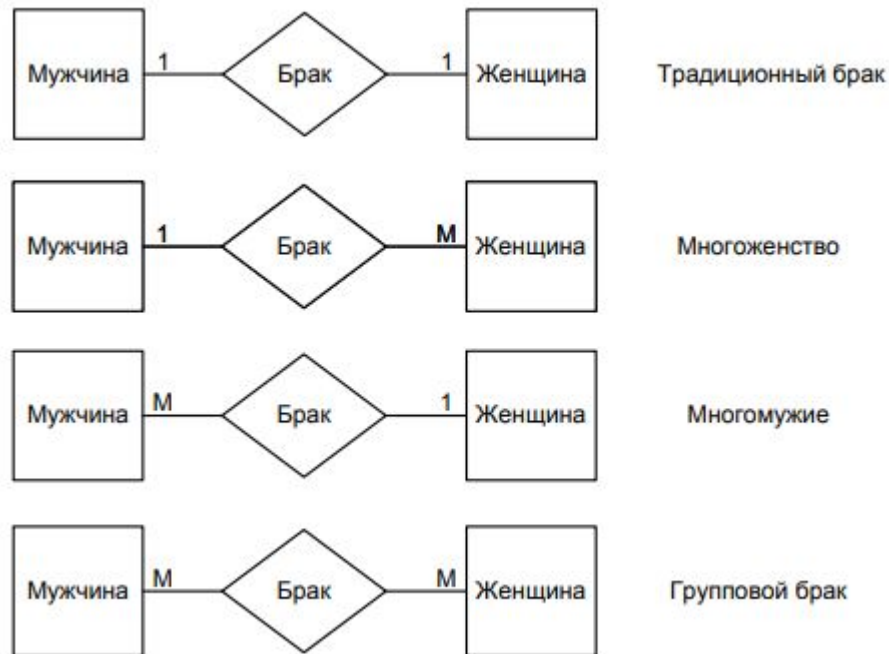 Мужчина 1 Брак 1 Женщина Традиционный брак
Мужчина 1 Брак М Женщина Многоженство
Мужчина М Брак 1 Женщина Многомужие
Мужчина М Брак М Женщина Групповой брак